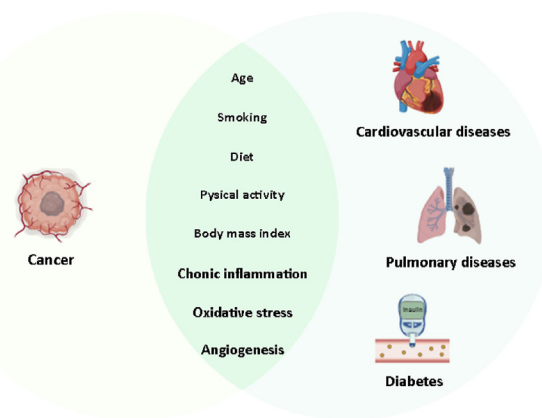 Age
Smoking
Diet
Pysical activity
Body mass index
Chonic inflammation
Oxidative stress
Angiogenesis
Cancer
Cardiovascular diseases
Pulmonary diseases
Insulin
Diabetes